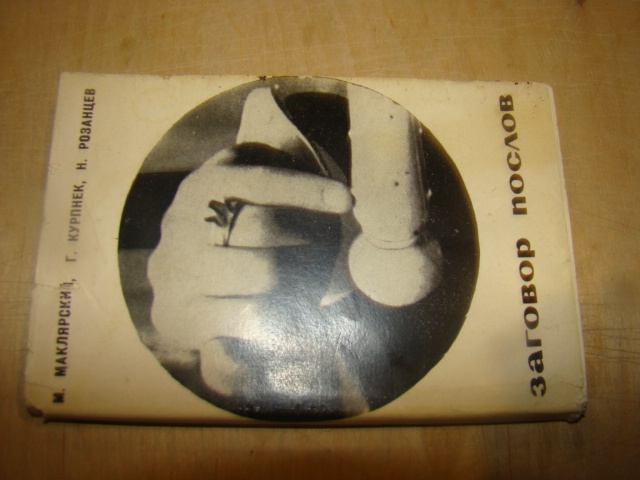 М. МАКЛЯРСКИЙ, Г. КУРПНЕК, Н. РОЗАНЦЕВ
заговор послов